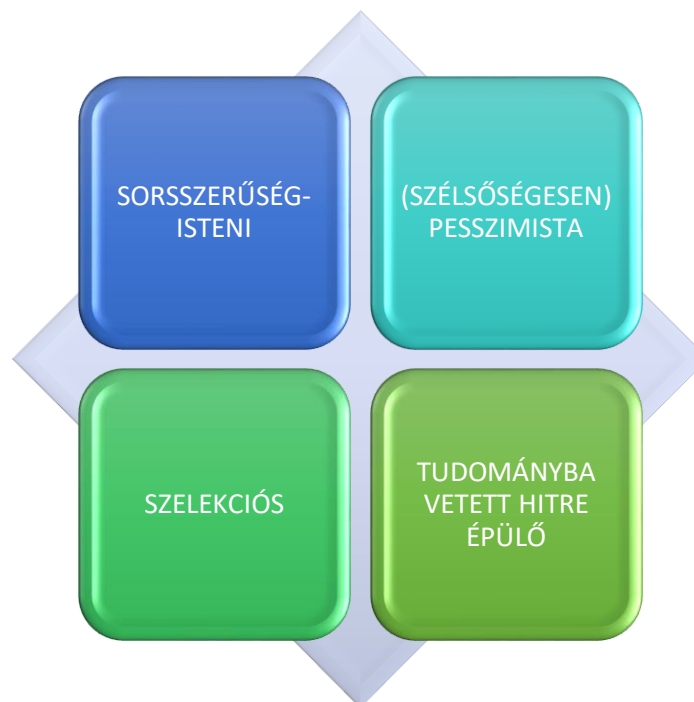 SORSSZERŰSÉG-
ISTENI
(SZÉLSŐSÉGESEN)
PESSZIMISTA
SZELEKCIÓS
TUDOMÁNYBA
VETETT HITRE
ÉPÜLŐ